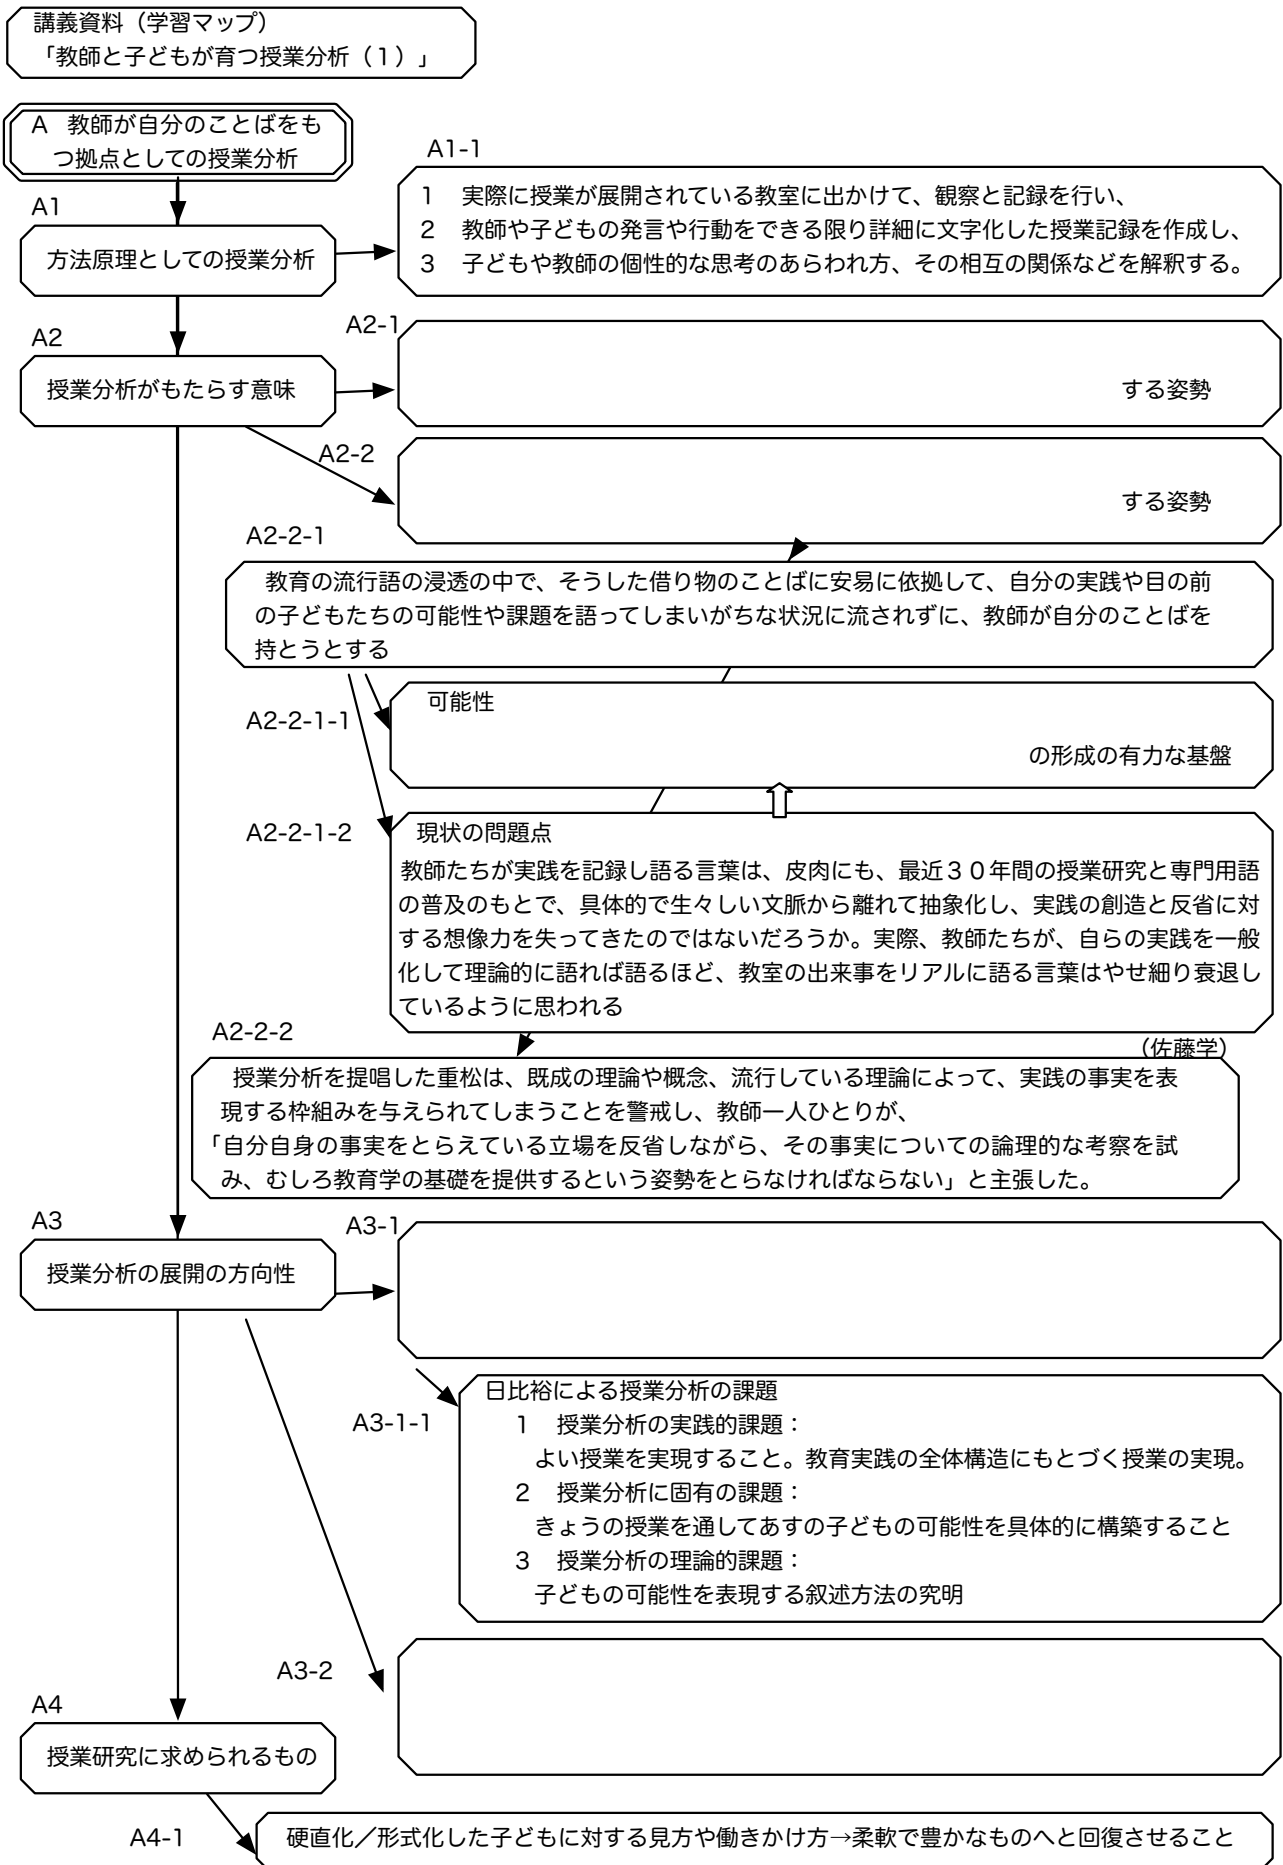 講義資料（学習マップ）
「教師と子どもが育つ授業分析（１）」
A　教師が自分のことばをも
つ拠点としての授業分析
A1-1
1　実際に授業が展開されている教室に出かけて、観察と記録を行い、
2　教師や子どもの発言や行動をできる限り詳細に文字化した授業記録を作成し、
3　子どもや教師の個性的な思考のあらわれ方、その相互の関係などを解釈する。
A1
方法原理としての授業分析
A2-1
する姿勢
A2
授業分析がもたらす意味
A2-2
する姿勢
A2-2-1
教育の流行語の浸透の中で、そうした借り物のことばに安易に依拠して、自分の実践や目の前
の子どもたちの可能性や課題を語ってしまいがちな状況に流されずに、教師が自分のことばを
持とうとする
A2-2-1-1
可能性
の形成の有力な基盤
A2-2-1-2
現状の問題点
教師たちが実践を記録し語る言葉は、皮肉にも、最近３０年間の授業研究と専門用語
の普及のもとで、具体的で生々しい文脈から離れて抽象化し、実践の創造と反省に対
する想像力を失ってきたのではないだろうか。実際、教師たちが、自らの実践を一般
化して理論的に語れば語るほど、教室の出来事をリアルに語る言葉はやせ細り衰退し
ているように思われる
（佐藤学）
A2-2-2
授業分析を提唱した重松は、既成の理論や概念、流行している理論によって、実践の事実を表
現する枠組みを与えられてしまうことを警戒し、教師一人ひとりが、
「自分自身の事実をとらえている立場を反省しながら、その事実についての論理的な考察を試
み、むしろ教育学の基礎を提供するという姿勢をとらなければならない」と主張した。
A3
授業分析の展開の方向性
A3-1
A3-1-1
日比裕による授業分析の課題
1　授業分析の実践的課題：
よい授業を実現すること。教育実践の全体構造にもとづく授業の実現。
2　授業分析に固有の課題：
きょうの授業を通してあすの子どもの可能性を具体的に構築すること
3　授業分析の理論的課題：
子どもの可能性を表現する叙述方法の究明
A3-2
A4
授業研究に求められるもの
A4-1
硬直化／形式化した子どもに対する見方や働きかけ方→柔軟で豊かなものへと回復させること